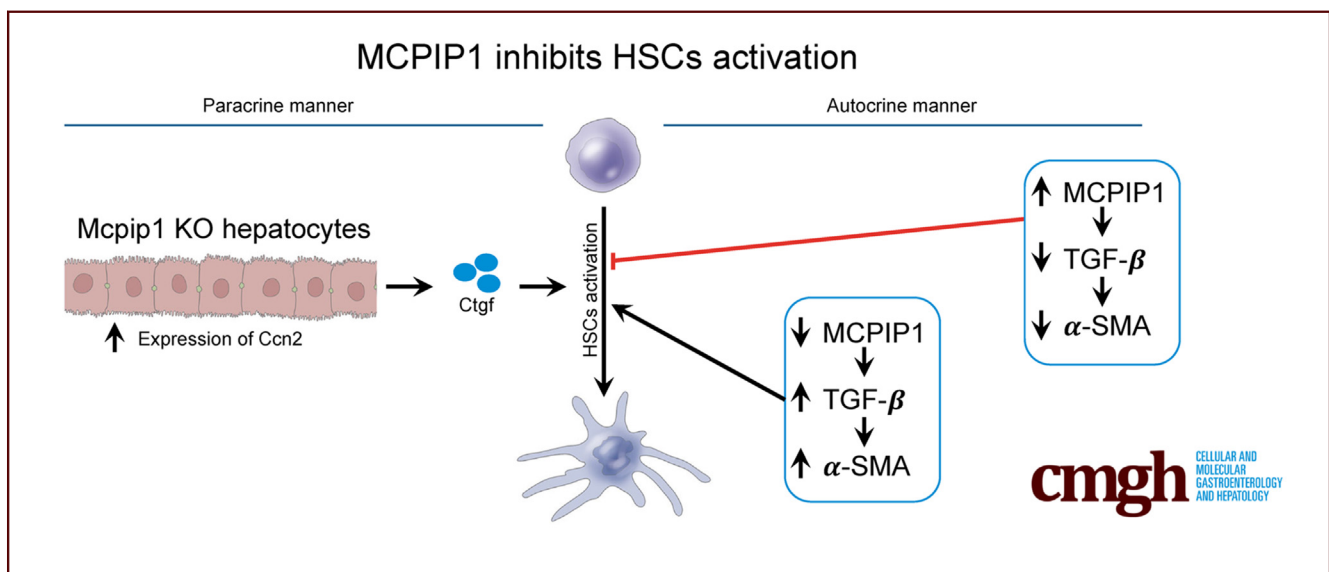 MCPIP1 inhibits HSCs activation
Paracrine manner
Autocrine manner
Mcpip1 KO hepatocytes
Expression of Ccn2
Ctgf
HSCs activation
MCPIP1
TGF-β
α-SMA
MCPIP1
TGF-β
α-SMA
cmgh
CELLULAR AND
MOLECULAR
GASTROENTEROLOGY
AND HEPATOLOGY